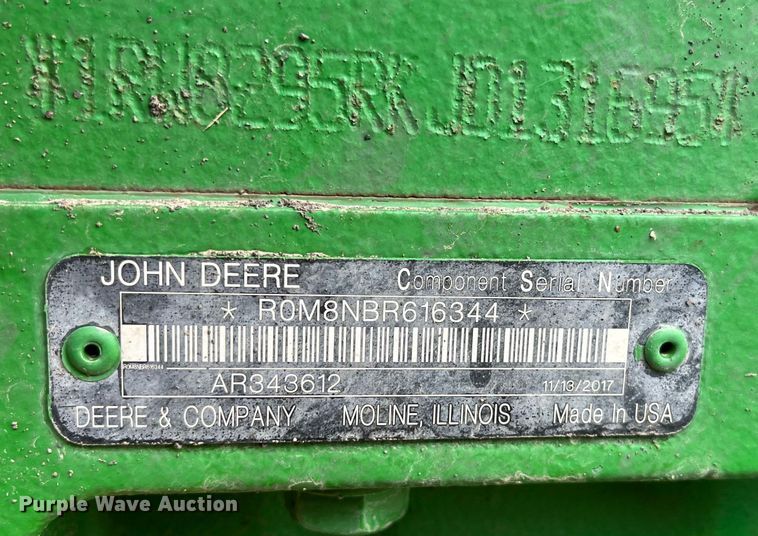 *1RW8295RKJD131695*
JOHN DEERE Component Serial Number
* R0M8NBR616344 *
R0M8NBR616344
AR343612 11/13/2017
DEERE & COMPANY MOLINE, ILLINOIS Made In USA
Purple Wave Auction